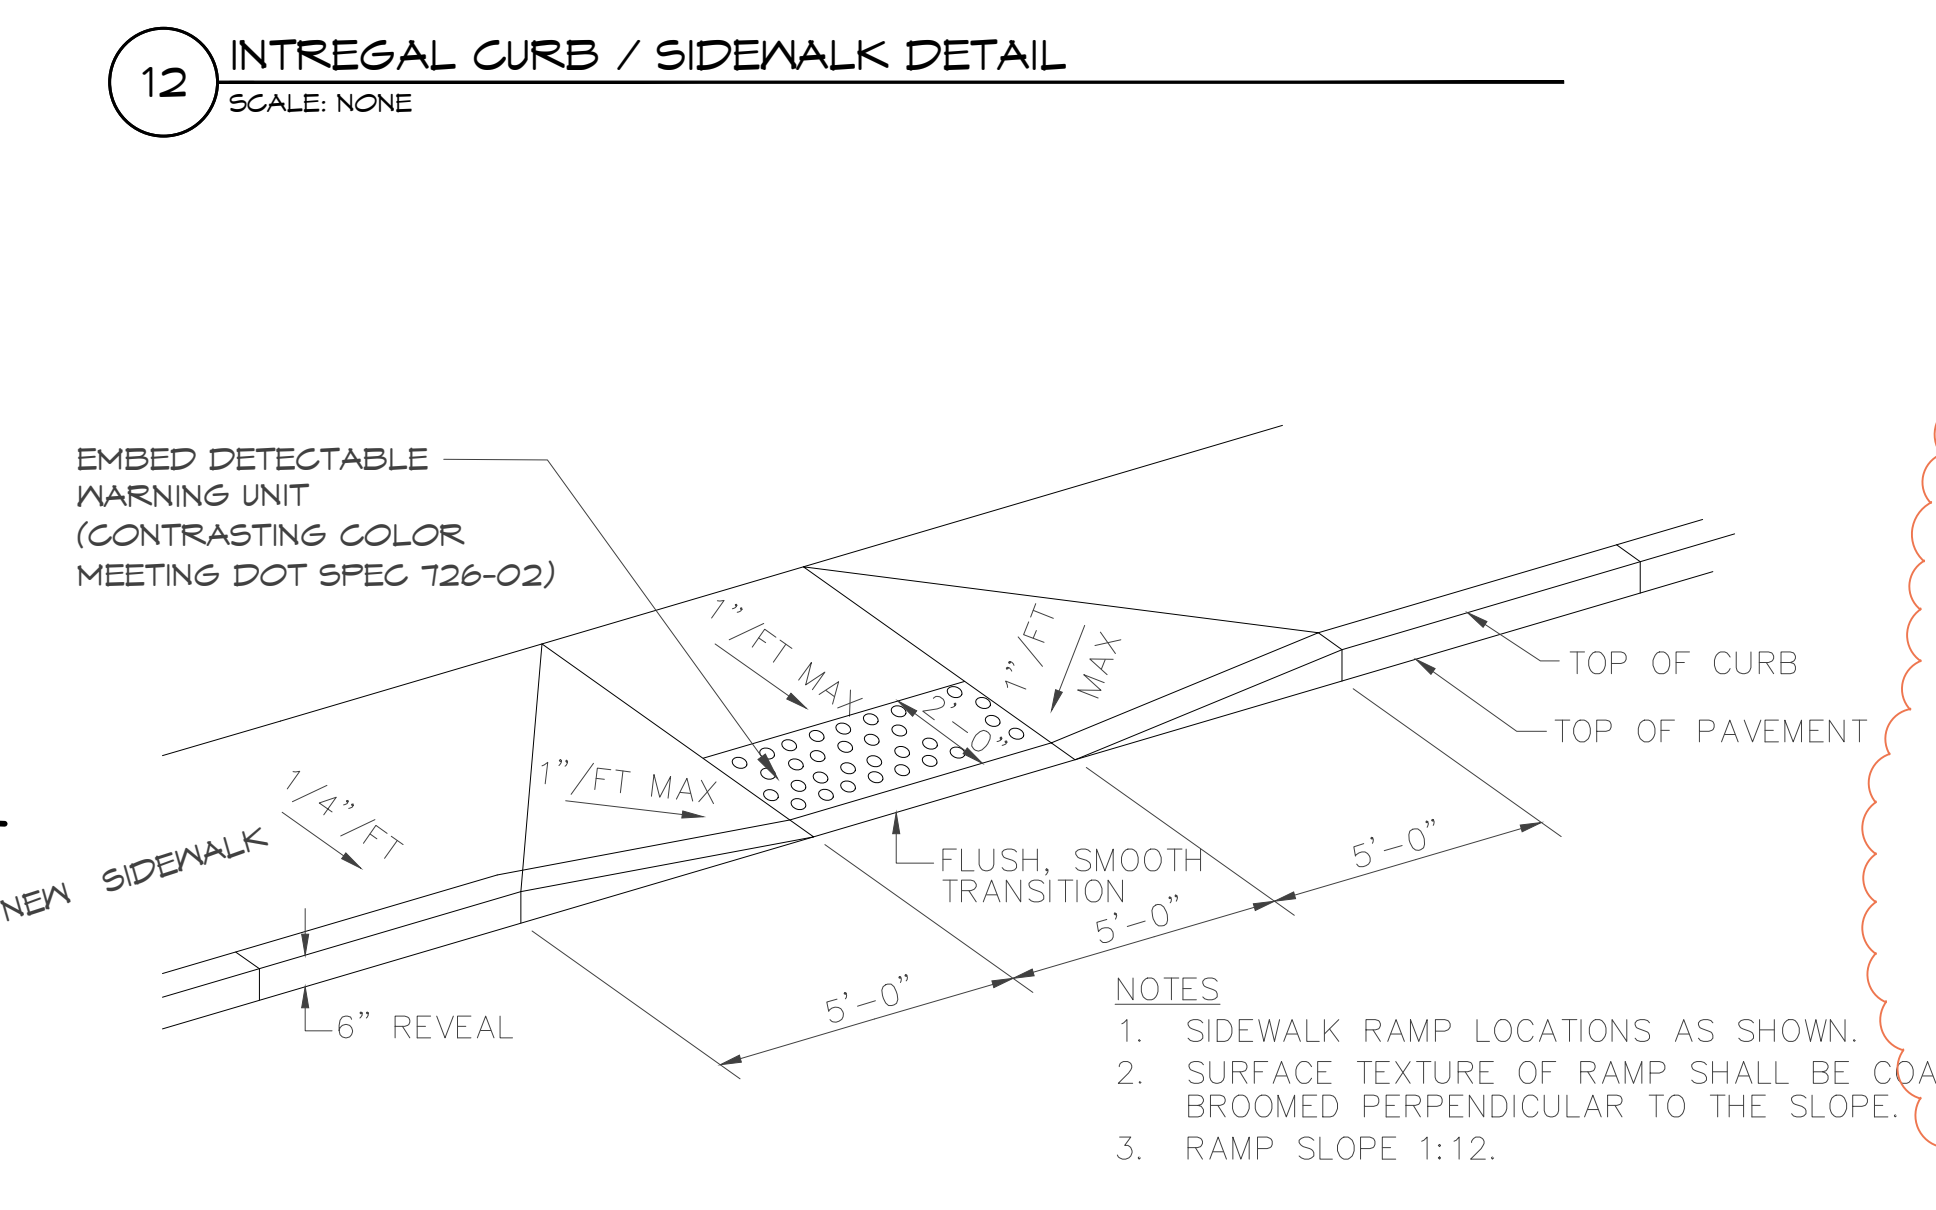 12
INTREGAL CURB / SIDEWALK DETAIL
SCALE: NONE
EMBED DETECTABLE
WARNING UNIT
(CONTRASTING COLOR
MEETING DOT SPEC 726-02)
1"/FT MAX
1"/FT
MAX
2'-0"
1"/FT MAX
1/4"/FT
NEW SIDEWALK
TOP OF CURB
TOP OF PAVEMENT
FLUSH, SMOOTH
TRANSITION
5'-0"
5'-0"
5'-0"
6" REVEAL
NOTES
1. SIDEWALK RAMP LOCATIONS AS SHOWN.
2. SURFACE TEXTURE OF RAMP SHALL BE COA
BROOMED PERPENDICULAR TO THE SLOPE.
3. RAMP SLOPE 1:12.